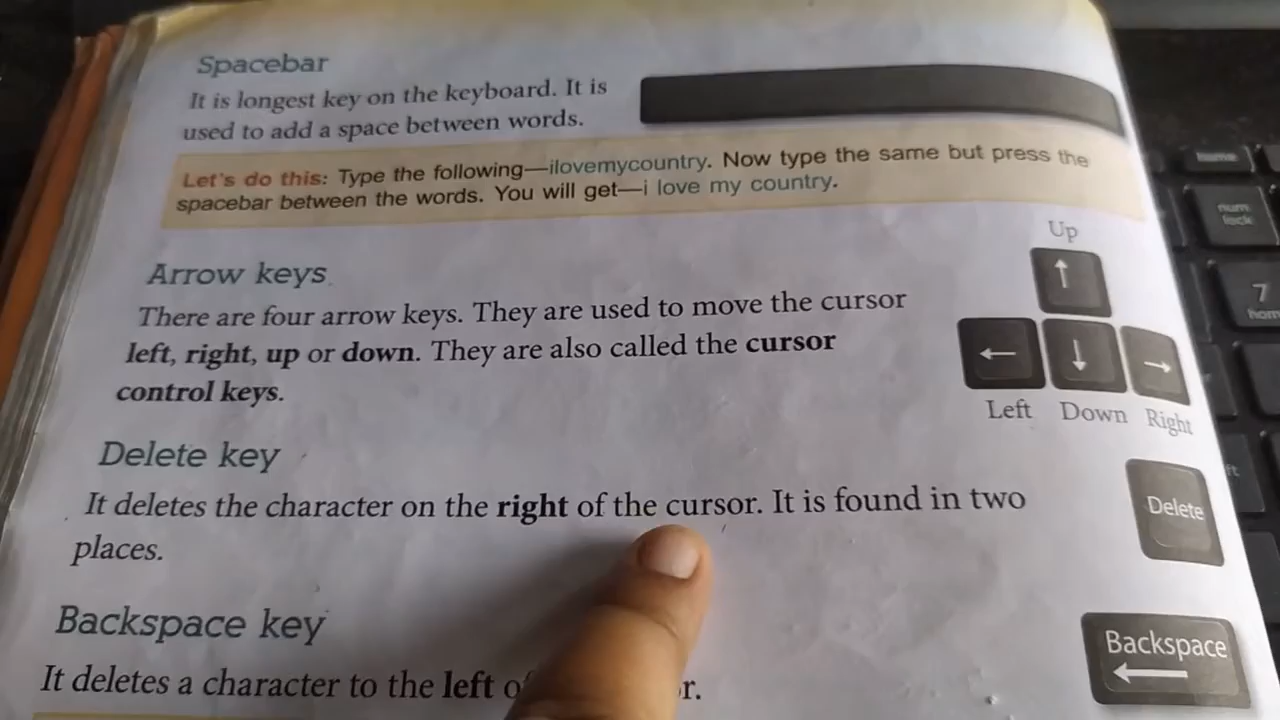 Spacebar
It is longest key on the keyboard. It is
used to add a space between words.
Let's do this: Type the following—ilovemycountry. Now type the same but press the
spacebar between the words. You will get—i love my country.
Up
Arrow keys
There are four arrow keys. They are used to move the cursor
left, right, up or down. They are also called the cursor
control keys.
Left Down Right
Delete key
It deletes the character on the right of the cursor. It is found in two
places.
Delete
Backspace key
Backspace
It deletes a character to the left
home
num
lock
7
hom